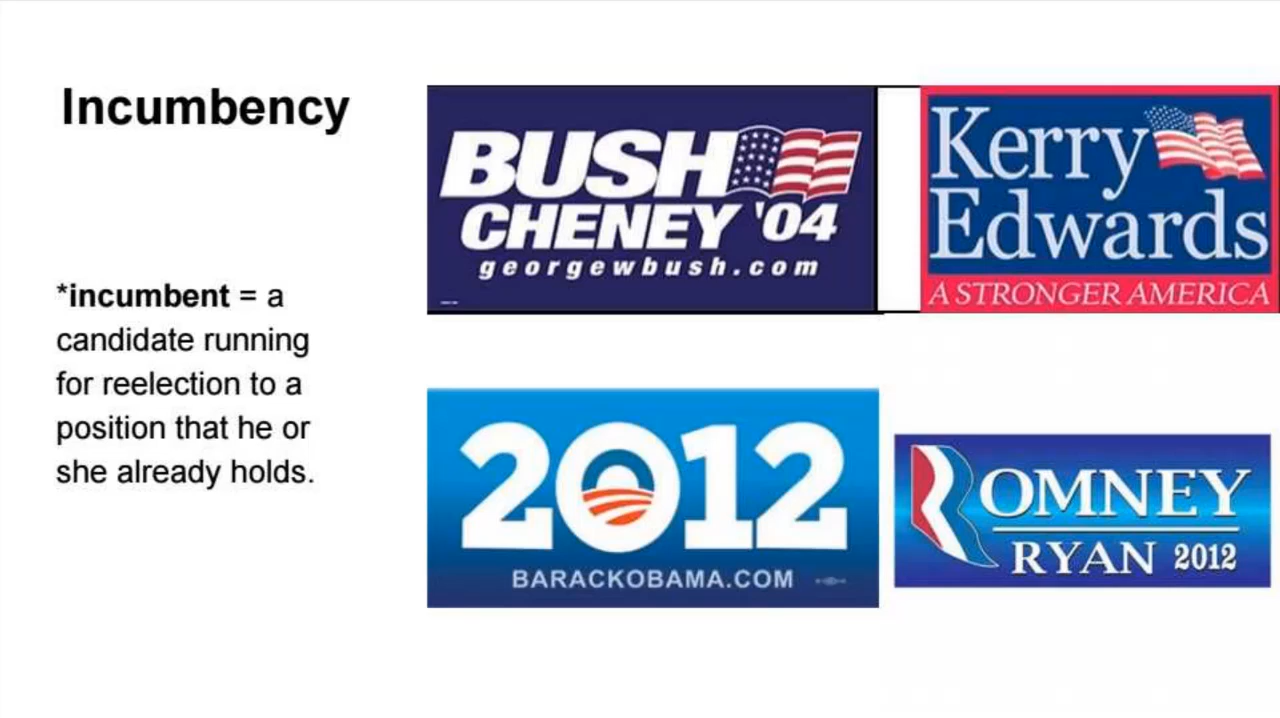 Incumbency
*incumbent = a
candidate running
for reelection to a
position that he or
she already holds.
BUSH
CHENEY '04
georgewbush.com
Kerry
Edwards
A STRONGER AMERICA
2012
BARACKOBAMA.COM
ROMNEY
RYAN 2012